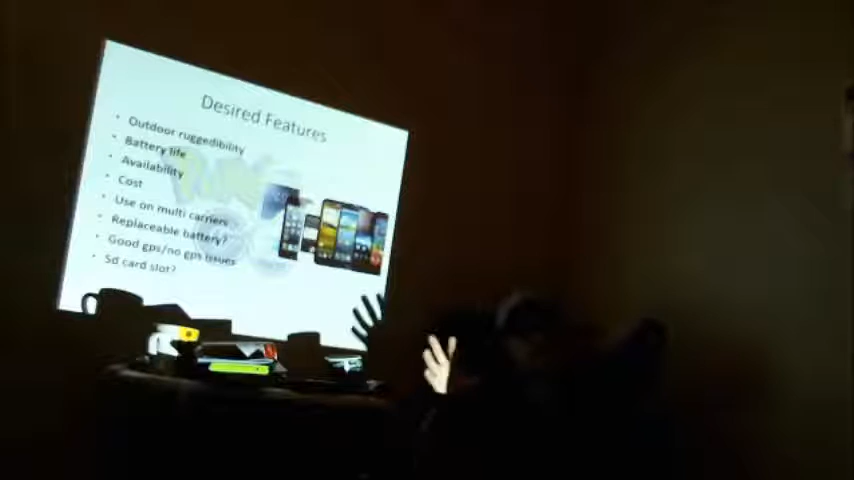 Desired Features
• Outdoor ruggedibility
• Battery life
• Availability
• Cost
• Use on multi carriers
• Replaceable battery?
• Good gps/no gps issues
• Sd card slot?